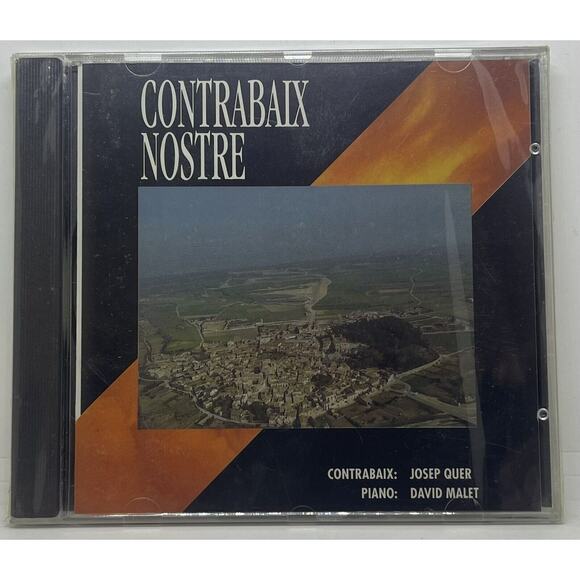 CONTRABAIX
NOSTRE
CONTRABAIX: JOSEP QUER
PIANO: DAVID MALET